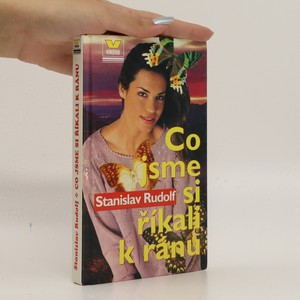 Stanislav Rudolf • CO JSME SI ŘÍKALI K RÁNU
Co
jsme
Stanislav Rudolf
si
říkali
k ránu